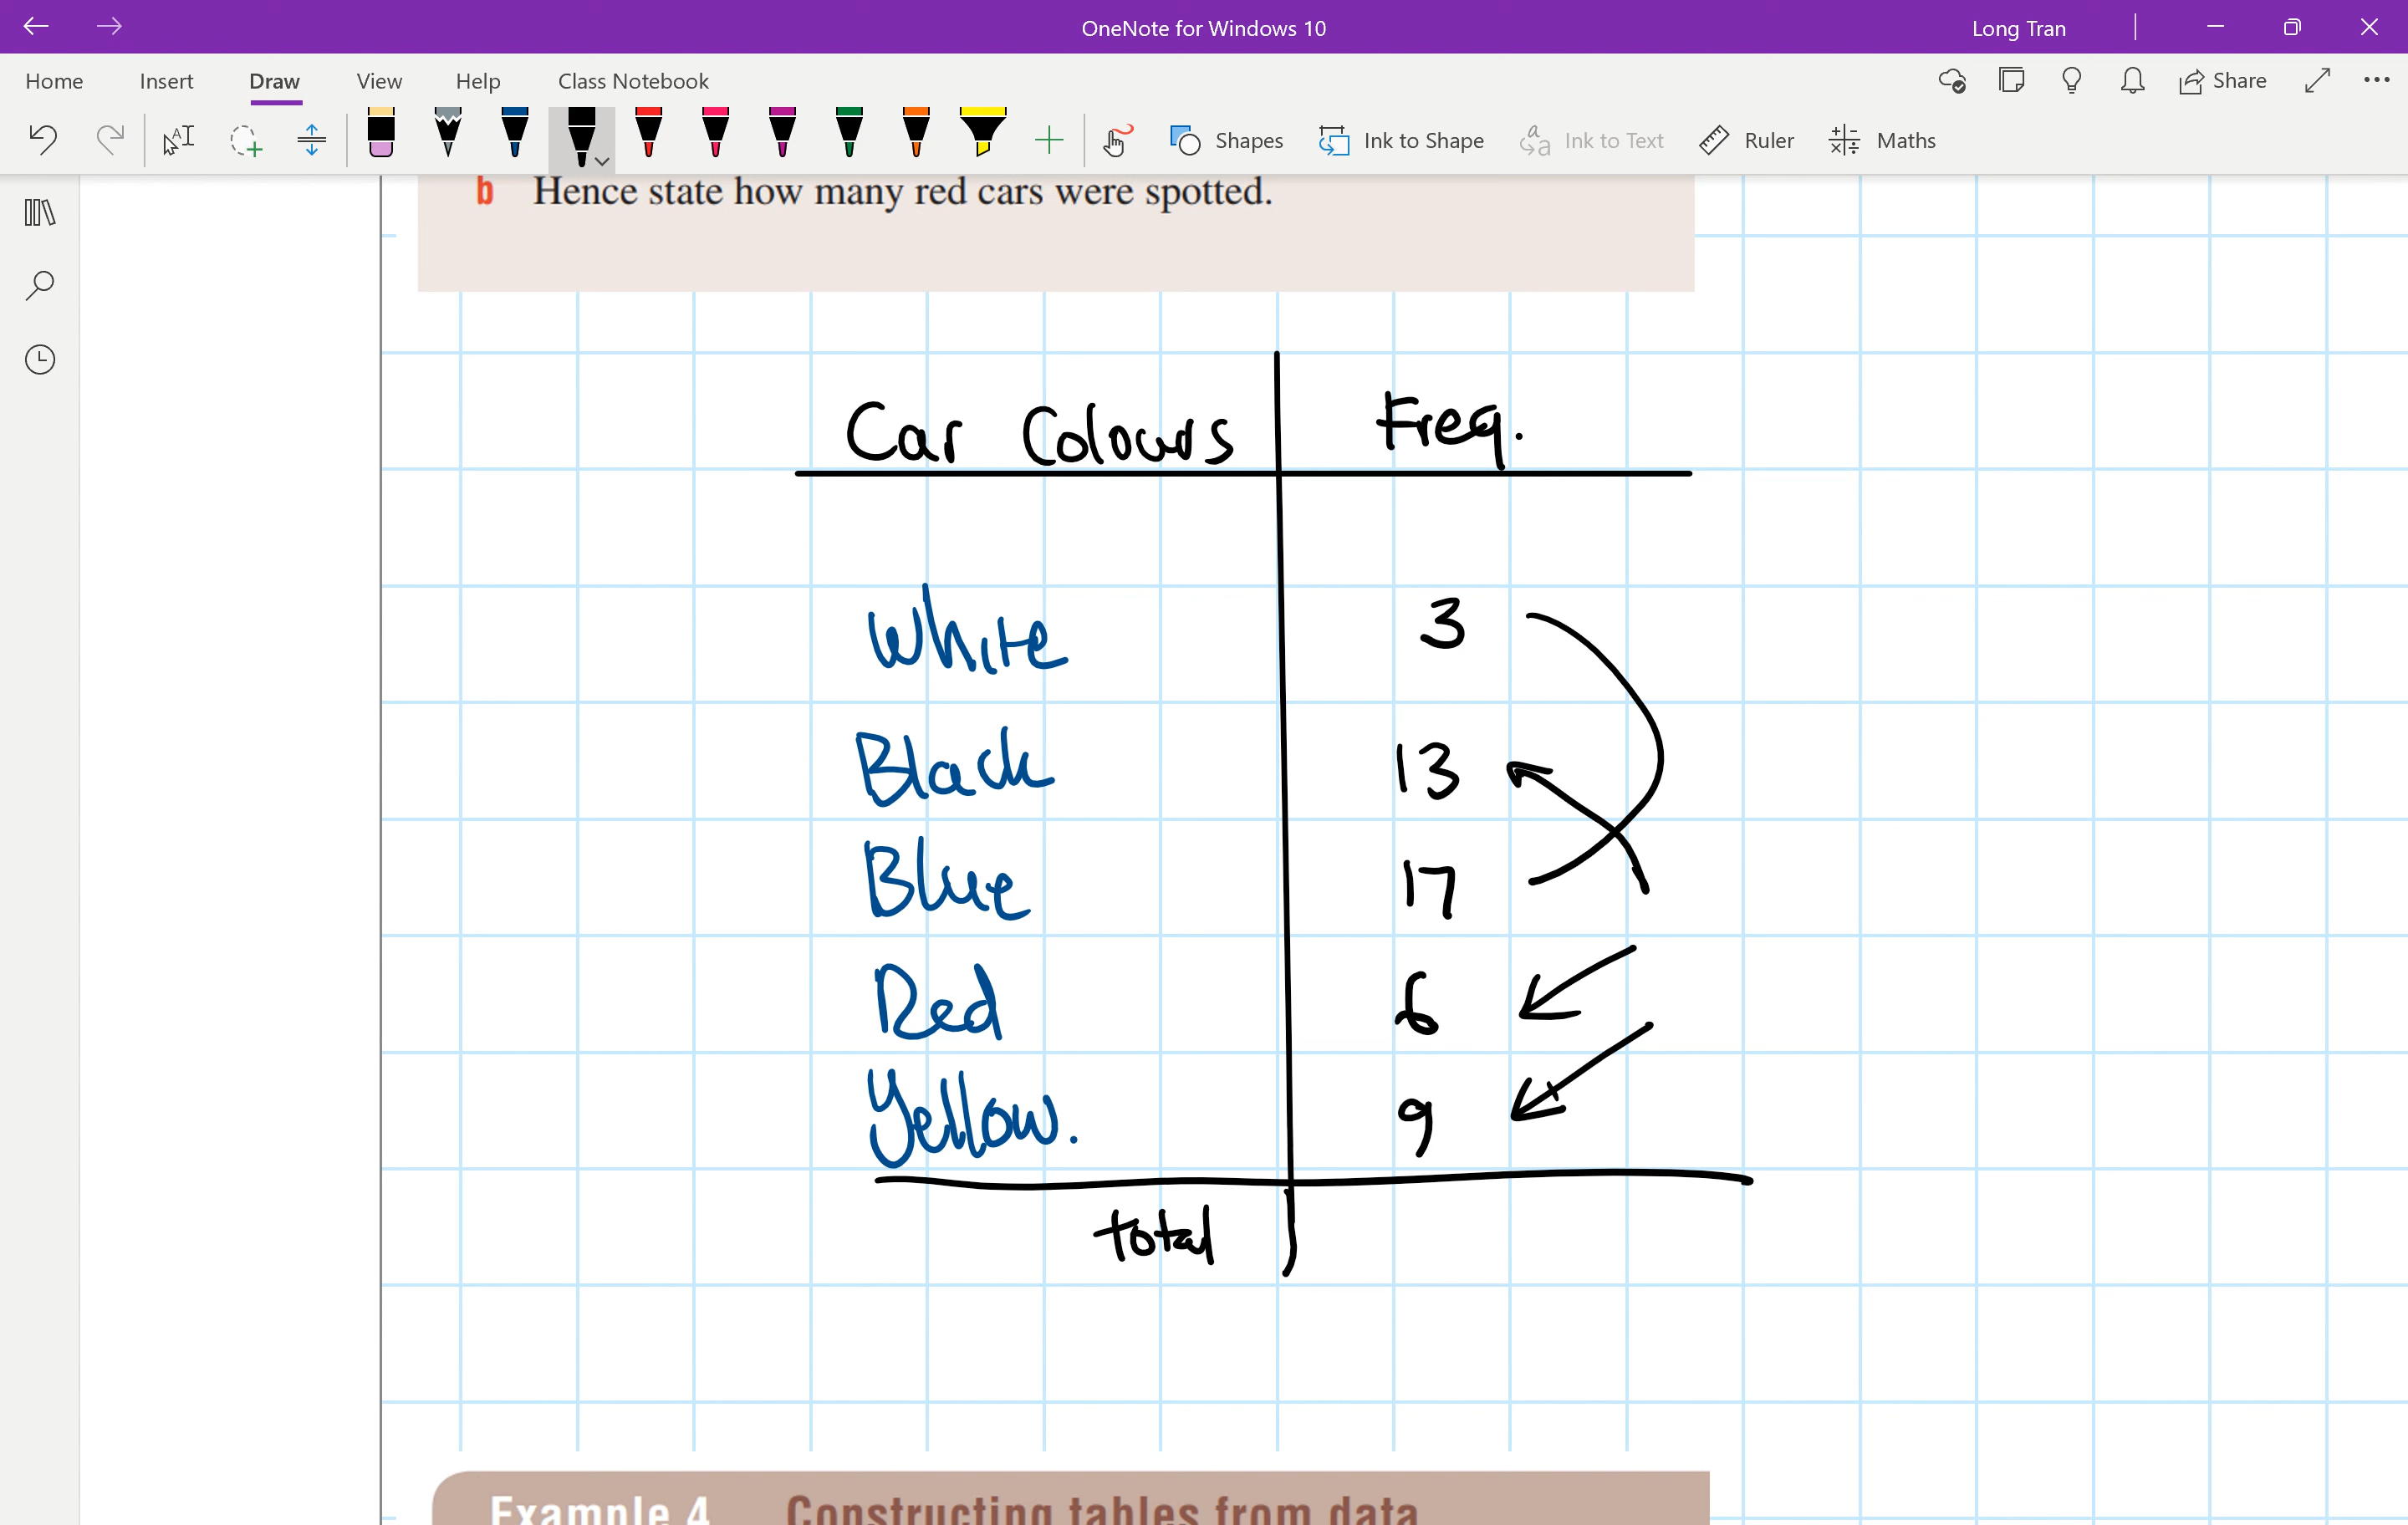 OneNote for Windows 10 Long Tran
Home Insert Draw View Help Class Notebook Share
Shapes Ink to Shape Ink to Text Ruler Maths
b Hence state how many red cars were spotted.
Car Colours Freq.
White 3
Black 13
Blue 17
Red 6
Yellow. 9
total
Example 4 Constructing tables from data